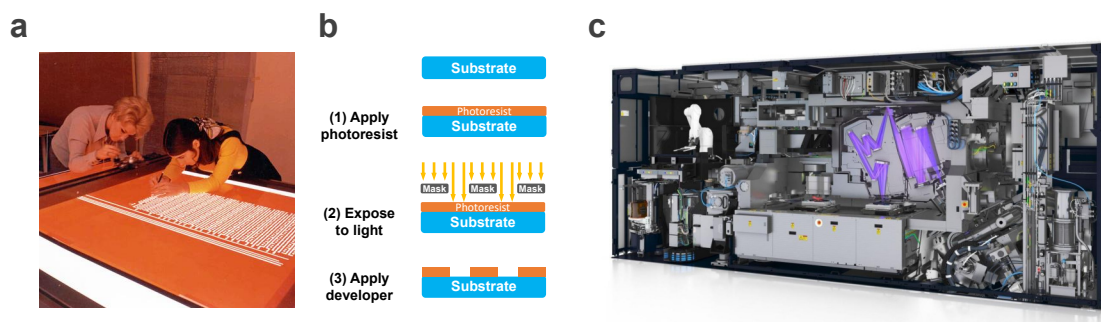 a
b
c
Substrate
(1) Apply
photoresist
Photoresist
Substrate
Mask
Mask
Mask
(2) Expose
to light
Photoresist
Substrate
(3) Apply
developer
Substrate